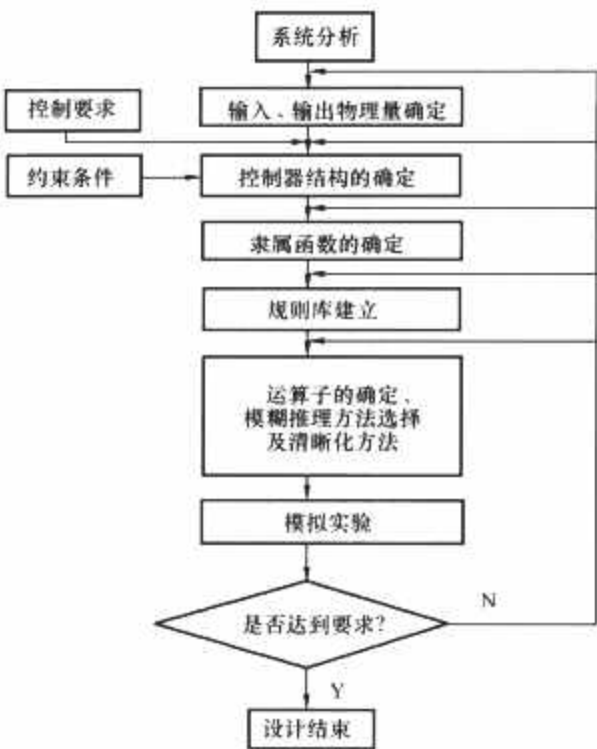 系统分析
控制要求
输入、输出物理量确定
约束条件
控制器结构的确定
隶属函数的确定
规则库建立
运算子的确定、
模糊推理方法选择
及清晰化方法
模拟实验
是否达到要求?
N
Y
设计结束